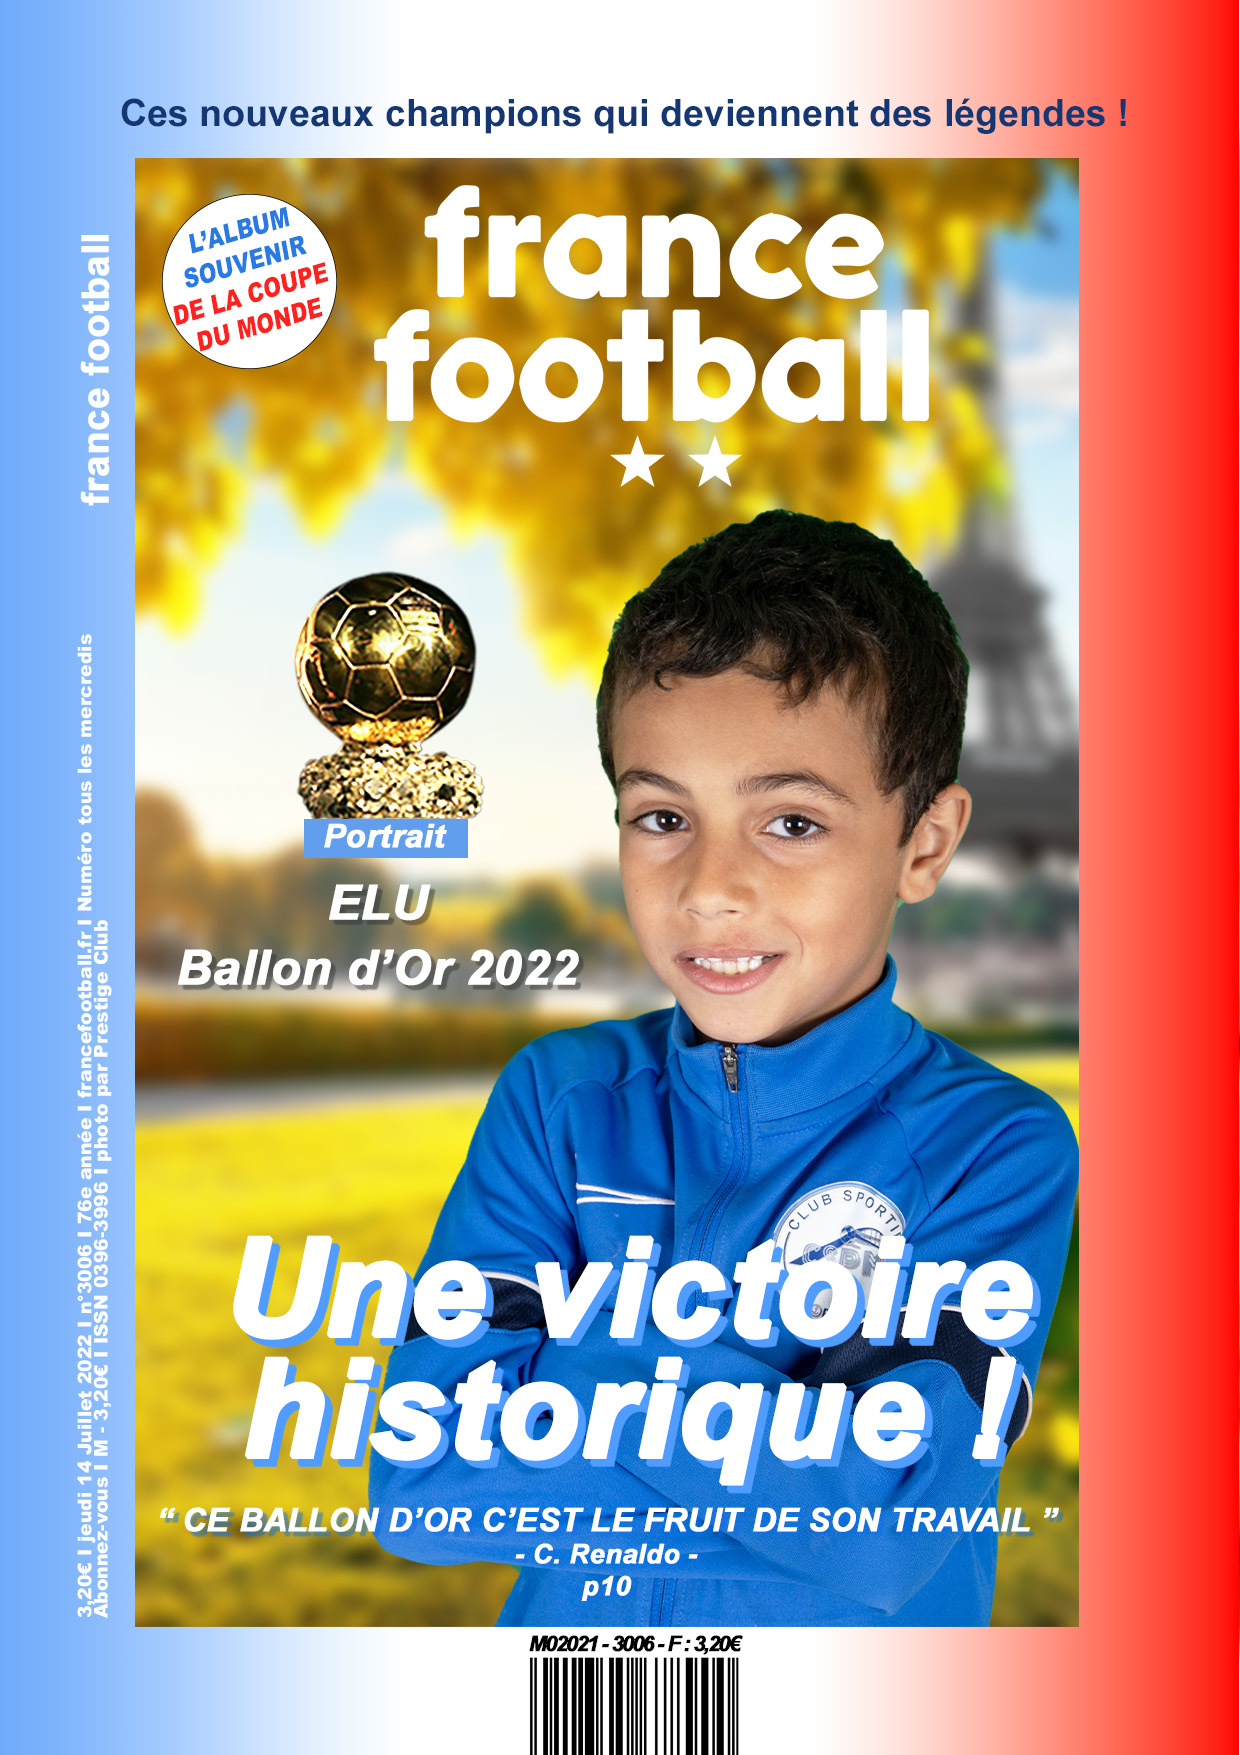 Ces nouveaux champions qui deviennent des légendes !
L’ALBUM
SOUVENIR
DE LA COUPE
DU MONDE
france
football
france football
Portrait
ELU
Ballon d’Or 2022
CLUB SPORTI
CSPM
Une victoire
historique !
“ CE BALLON D’OR C’EST LE FRUIT DE SON TRAVAIL ”
- C. Renaldo -
p10
3,20€ I jeudi 14 Juillet 2022 I n°3006 I 76e année I francefootball.fr I Numéro tous les mercredis
Abonnez-vous I M - 3,20€ I ISSN 0396-3996 I photo par Prestige Club
M02021 - 3006 - F : 3,20€